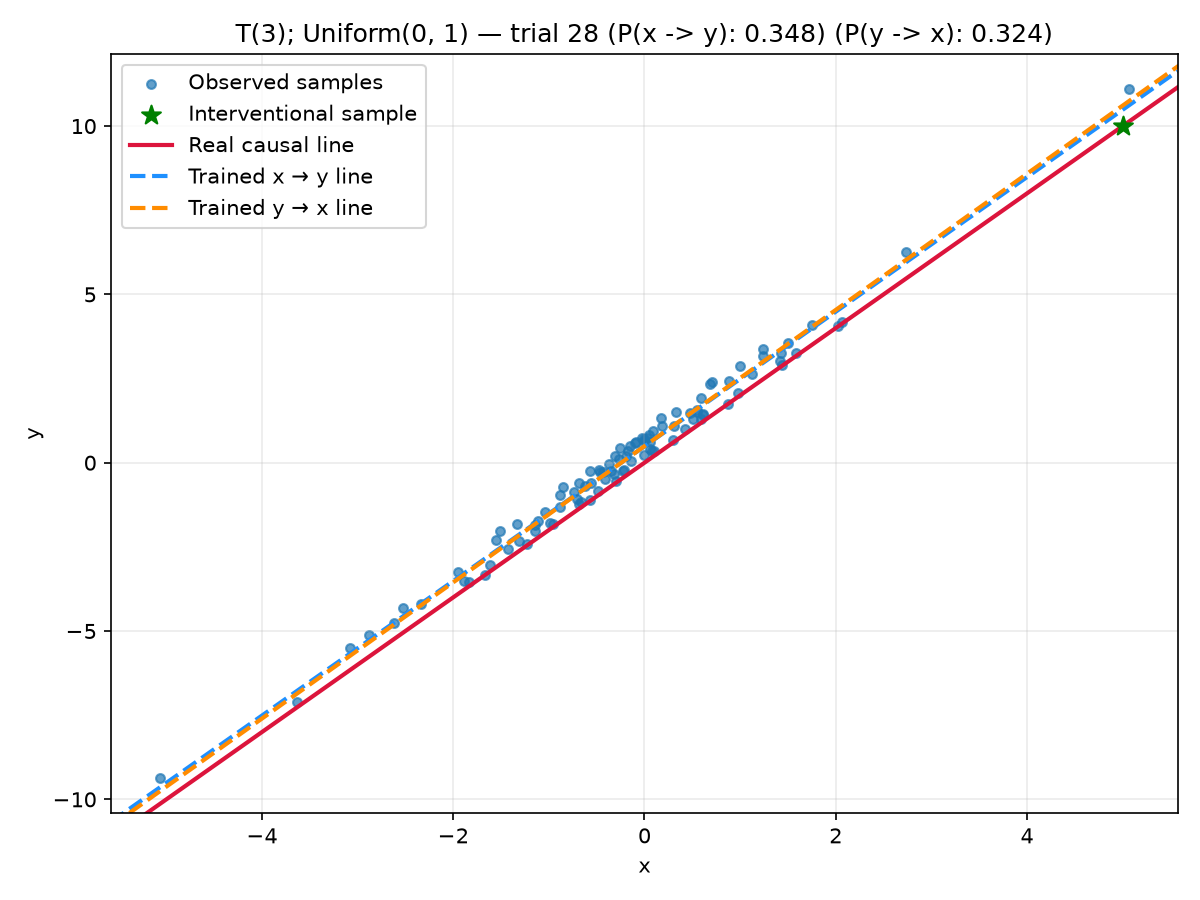 T(3); Uniform(0, 1) — trial 28 (P(x -> y): 0.348) (P(y -> x): 0.324)
Observed samples
Interventional sample
Real causal line
Trained x → y line
Trained y → x line
10
5
0
−5
−10
y
−4
−2
0
2
4
x